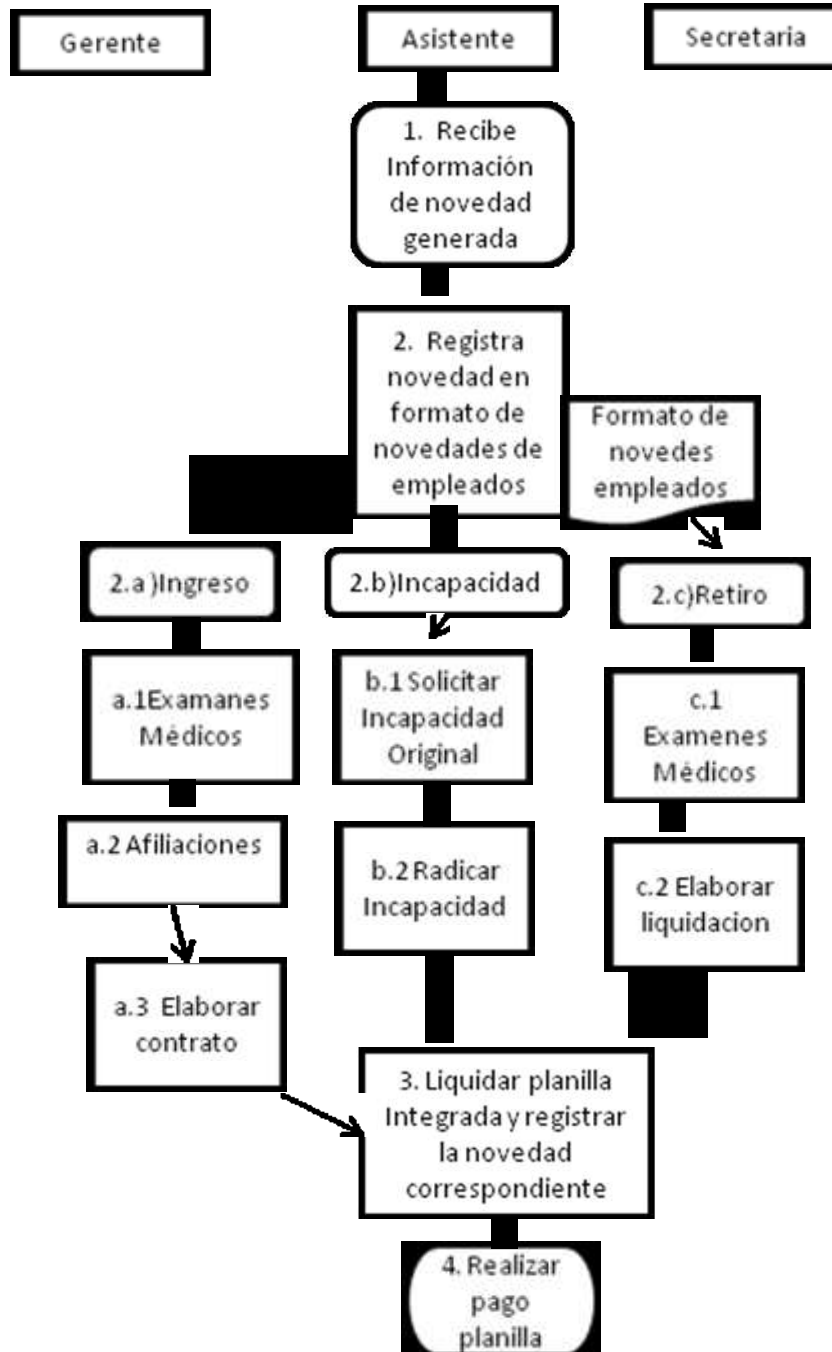 Gerente
Asistente
Secretaria
1. Recibe
Información
de novedad
generada
2. Registra
novedad en
formato de
novedades de
empleados
Formato de
novedes
empleados
2.a )Ingreso
2.b)Incapacidad
2.c)Retiro
a.1Examanes
Médicos
b.1 Solicitar
Incapacidad
Original
c.1
Examenes
Médicos
a.2 Afiliaciones
b.2 Radicar
Incapacidad
c.2 Elaborar
liquidacion
a.3 Elaborar
contrato
3. Liquidar planilla
Integrada y registrar
la novedad
correspondiente
4. Realizar
pago
planilla